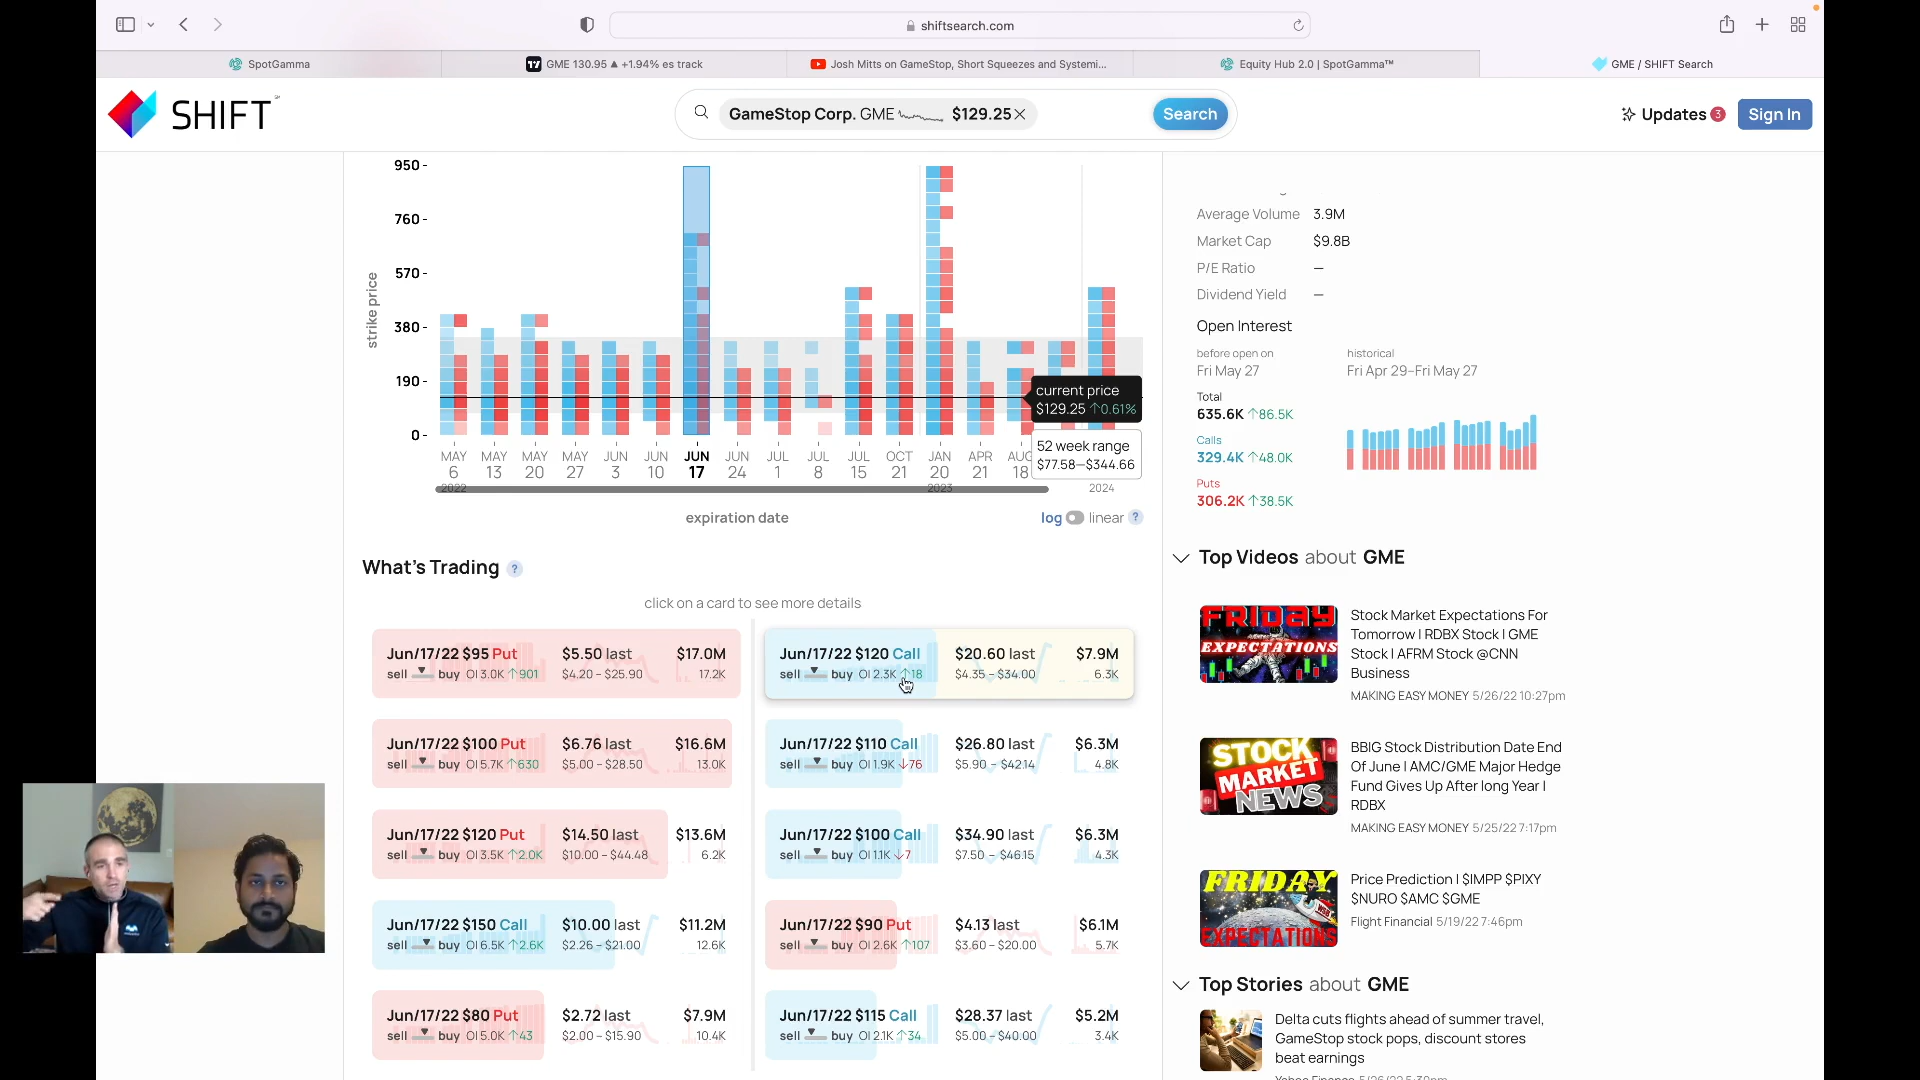 shiftsearch.com
SpotGamma
GME 130.95 ▲ +1.94% es track
Josh Mitts on GameStop, Short Squeezes and Systemi...
Equity Hub 2.0 | SpotGamma™
GME / SHIFT Search
SHIFT
GameStop Corp. GME $129.25
Search
Updates 3
Sign In
strike price
950
760
570
380
190
0
current price
$129.25 ↑0.61%
52 week range
$77.58—$344.66
MAY 6 2022
MAY 13
MAY 20
MAY 27
JUN 3
JUN 10
JUN 17
JUN 24
JUL 1
JUL 8
JUL 15
OCT 21
JAN 20 2023
APR 21
AUG 18
2024
expiration date
log linear ?
What's Trading ?
click on a card to see more details
Jun/17/22 $95 Put $5.50 last $17.0M
sell buy OI 3.0K ↑901 $4.20 – $25.90 17.2K
Jun/17/22 $100 Put $6.76 last $16.6M
sell buy OI 5.7K ↑630 $5.00 – $28.50 13.0K
Jun/17/22 $120 Put $14.50 last $13.6M
sell buy OI 3.5K ↑2.0K $10.00 – $44.48 6.2K
Jun/17/22 $150 Call $10.00 last $11.2M
sell buy OI 6.5K ↑2.6K $2.26 – $21.00 12.6K
Jun/17/22 $80 Put $2.72 last $7.9M
sell buy OI 5.0K ↑43 $2.00 – $15.90 10.4K
Jun/17/22 $120 Call $20.60 last $7.9M
sell buy OI 2.3K ↑18 $4.35 – $34.00 6.3K
Jun/17/22 $110 Call $26.80 last $6.3M
sell buy OI 1.9K ↓76 $5.90 – $42.14 4.8K
Jun/17/22 $100 Call $34.90 last $6.3M
sell buy OI 1.1K ↓7 $7.50 – $46.15 4.3K
Jun/17/22 $90 Put $4.13 last $6.1M
sell buy OI 2.6K ↑107 $3.60 – $20.00 5.7K
Jun/17/22 $115 Call $28.37 last $5.2M
sell buy OI 2.1K ↑34 $5.00 – $40.00 3.4K
Average Volume 3.9M
Market Cap $9.8B
P/E Ratio —
Dividend Yield —
Open Interest
before open on
Fri May 27
historical
Fri Apr 29–Fri May 27
Total
635.6K ↑86.5K
Calls
329.4K ↑48.0K
Puts
306.2K ↑38.5K
Top Videos about GME
FRIDAY
EXPECTATIONS
Stock Market Expectations For
Tomorrow | RDBX Stock | GME
Stock | AFRM Stock @CNN
Business
MAKING EASY MONEY 5/26/22 10:27pm
STOCK
MARKET
NEWS
BBIG Stock Distribution Date End
Of June | AMC/GME Major Hedge
Fund Gives Up After long Year |
RDBX
MAKING EASY MONEY 5/25/22 7:17pm
FRIDAY
EXPECTATIONS
Price Prediction | $IMPP $PIXY
$NURO $AMC $GME
Flight Financial 5/19/22 7:46pm
Top Stories about GME
Delta cuts flights ahead of summer travel,
GameStop stock pops, discount stores
beat earnings
Yahoo Finance 5/26/22 5:30pm